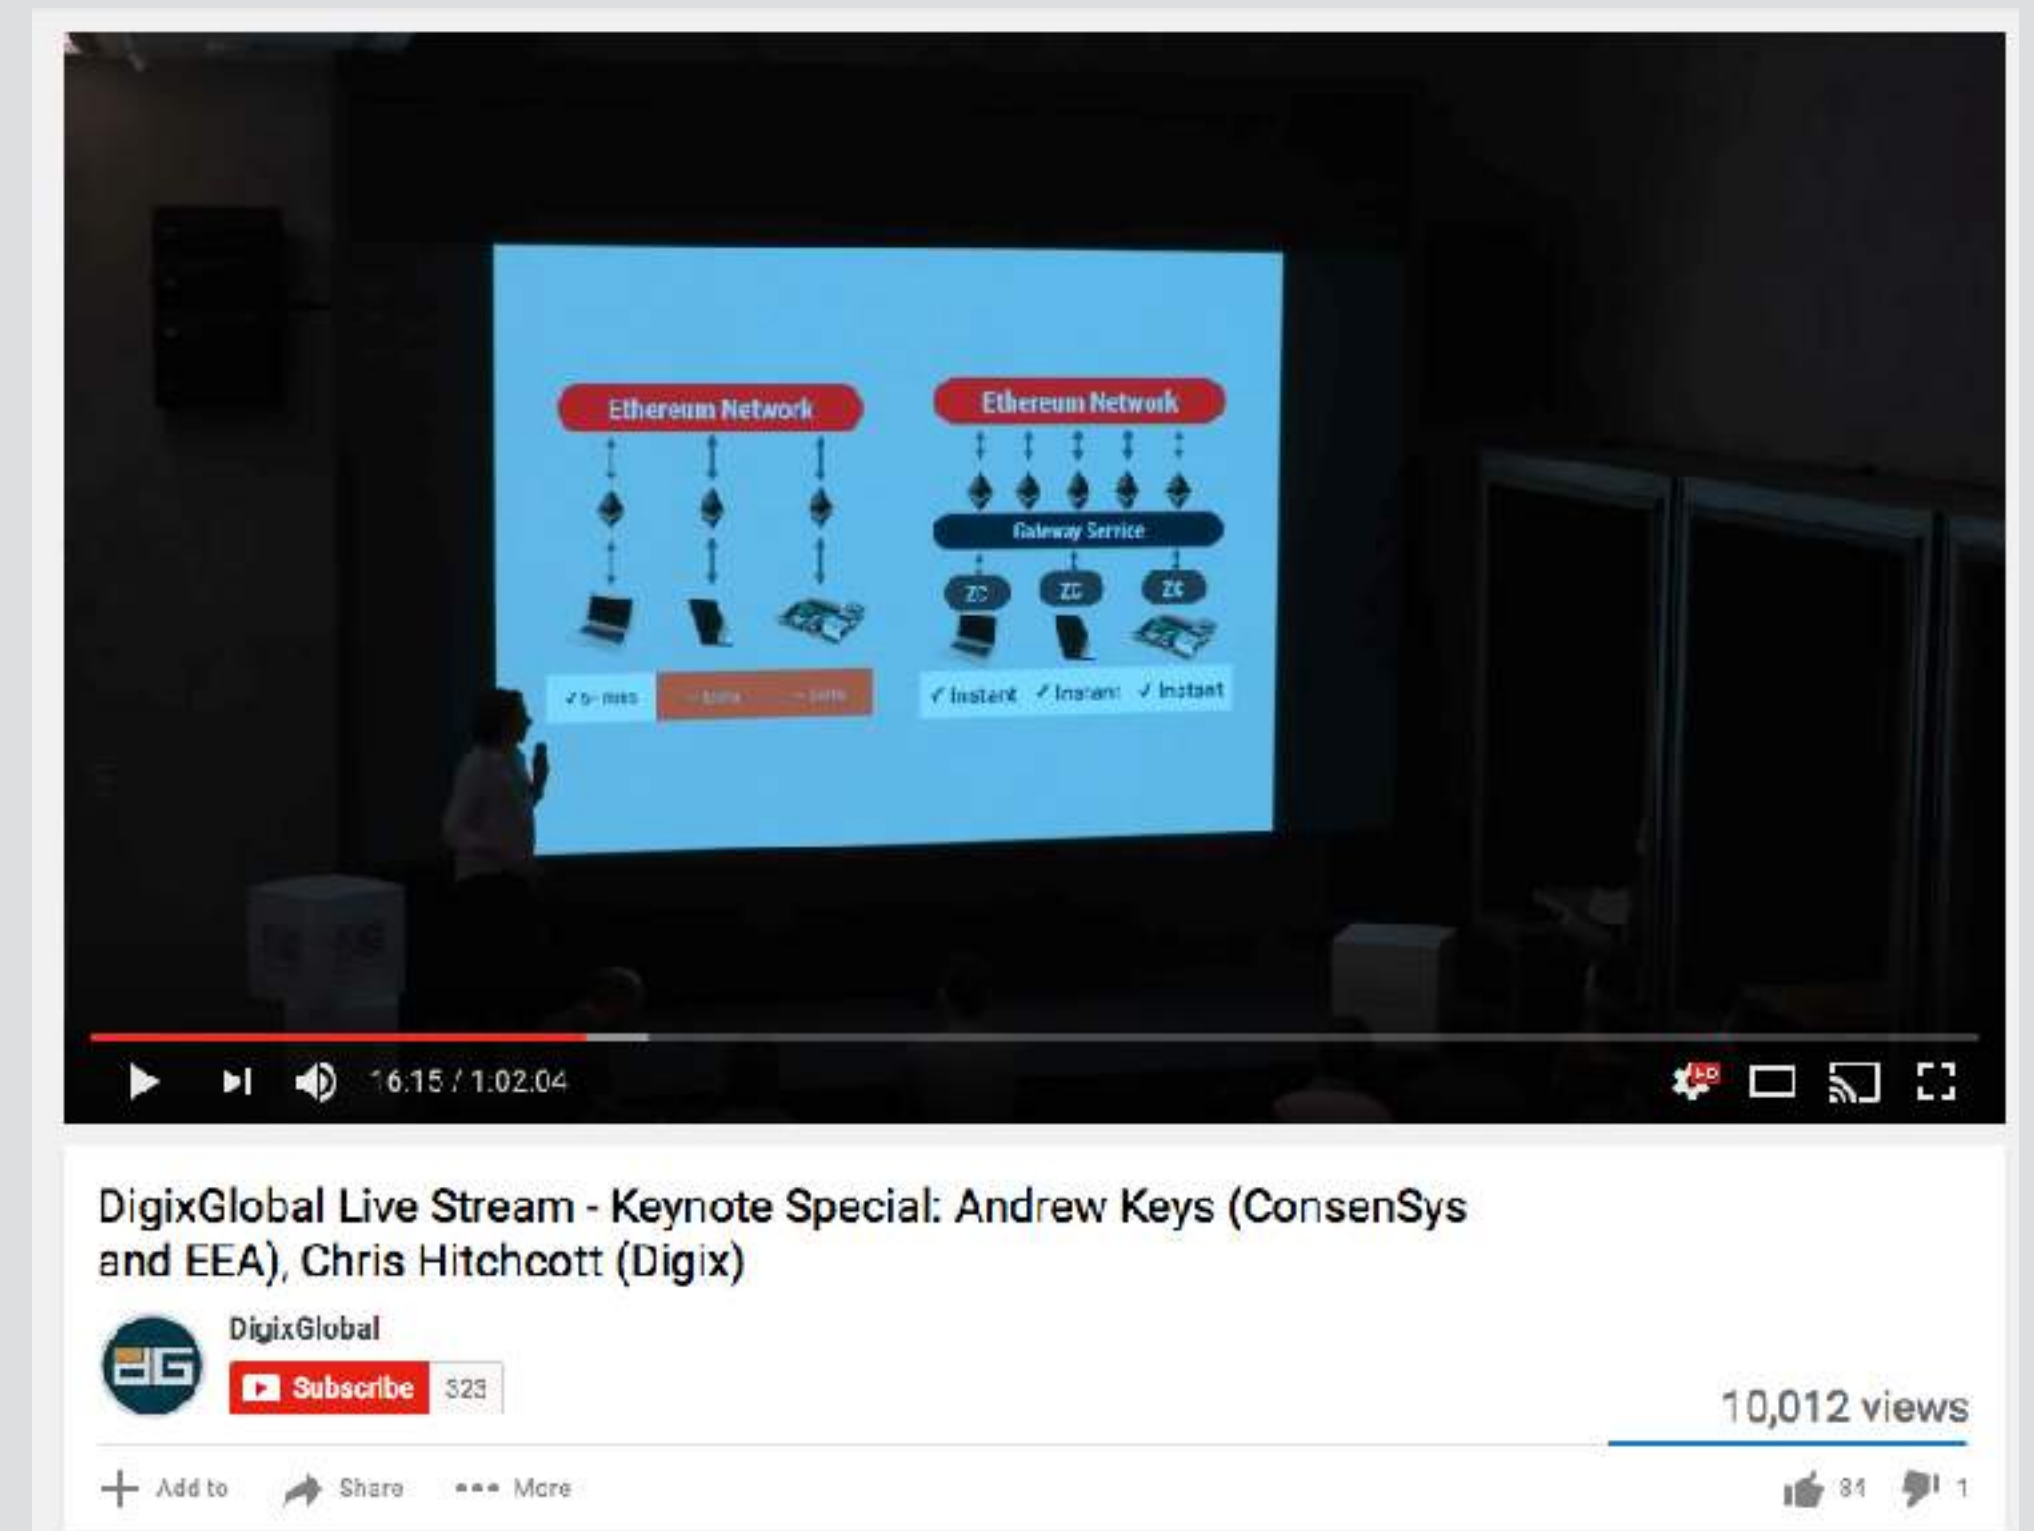 Ethereum Network
Ethereum Network
Gateway Service
ZC ZC ZC
✓ Instant ✓ Instant ✓ Instant
16:15 / 1:02:04
HD
DigixGlobal Live Stream - Keynote Special: Andrew Keys (ConsenSys
and EEA), Chris Hitchcott (Digix)
DigixGlobal
Subscribe 323
10,012 views
Add to Share More
1